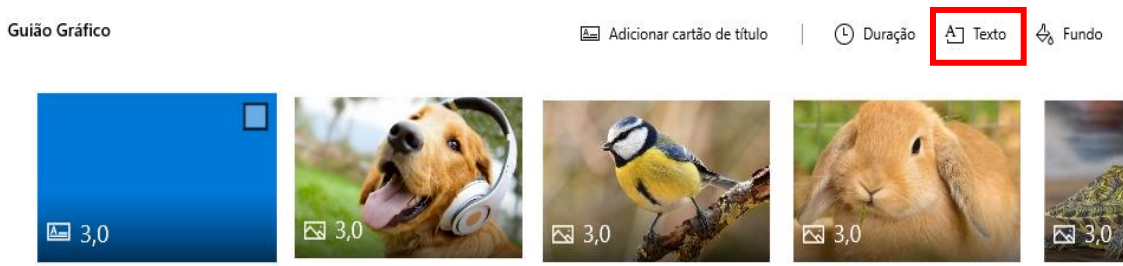 Guião Gráfico
Adicionar cartão de título
Duração
Texto
Fundo
3,0
3,0
3,0
3,0
3,0